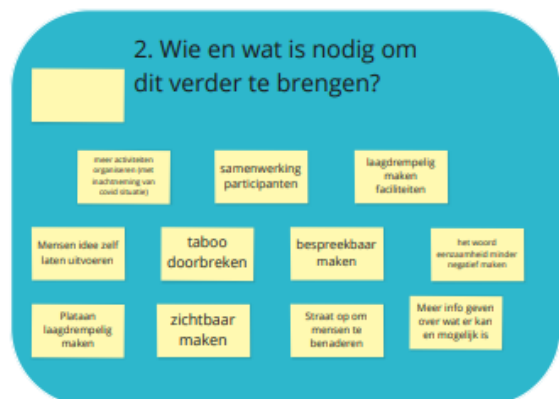 2. Wie en wat is nodig om
dit verder te brengen?
meer activiteiten
organiseren (met
inachtneming van
covid situatie)
samenwerking
participanten
laagdrempelig
maken
faciliteiten
Mensen idee zelf
laten uitvoeren
taboo
doorbreken
bespreekbaar
maken
het woord
eenzaamheid minder
negatief maken
Plataan
laagdrempelig
maken
zichtbaar
maken
Straat op om
mensen te
benaderen
Meer info geven
over wat er kan
en mogelijk is